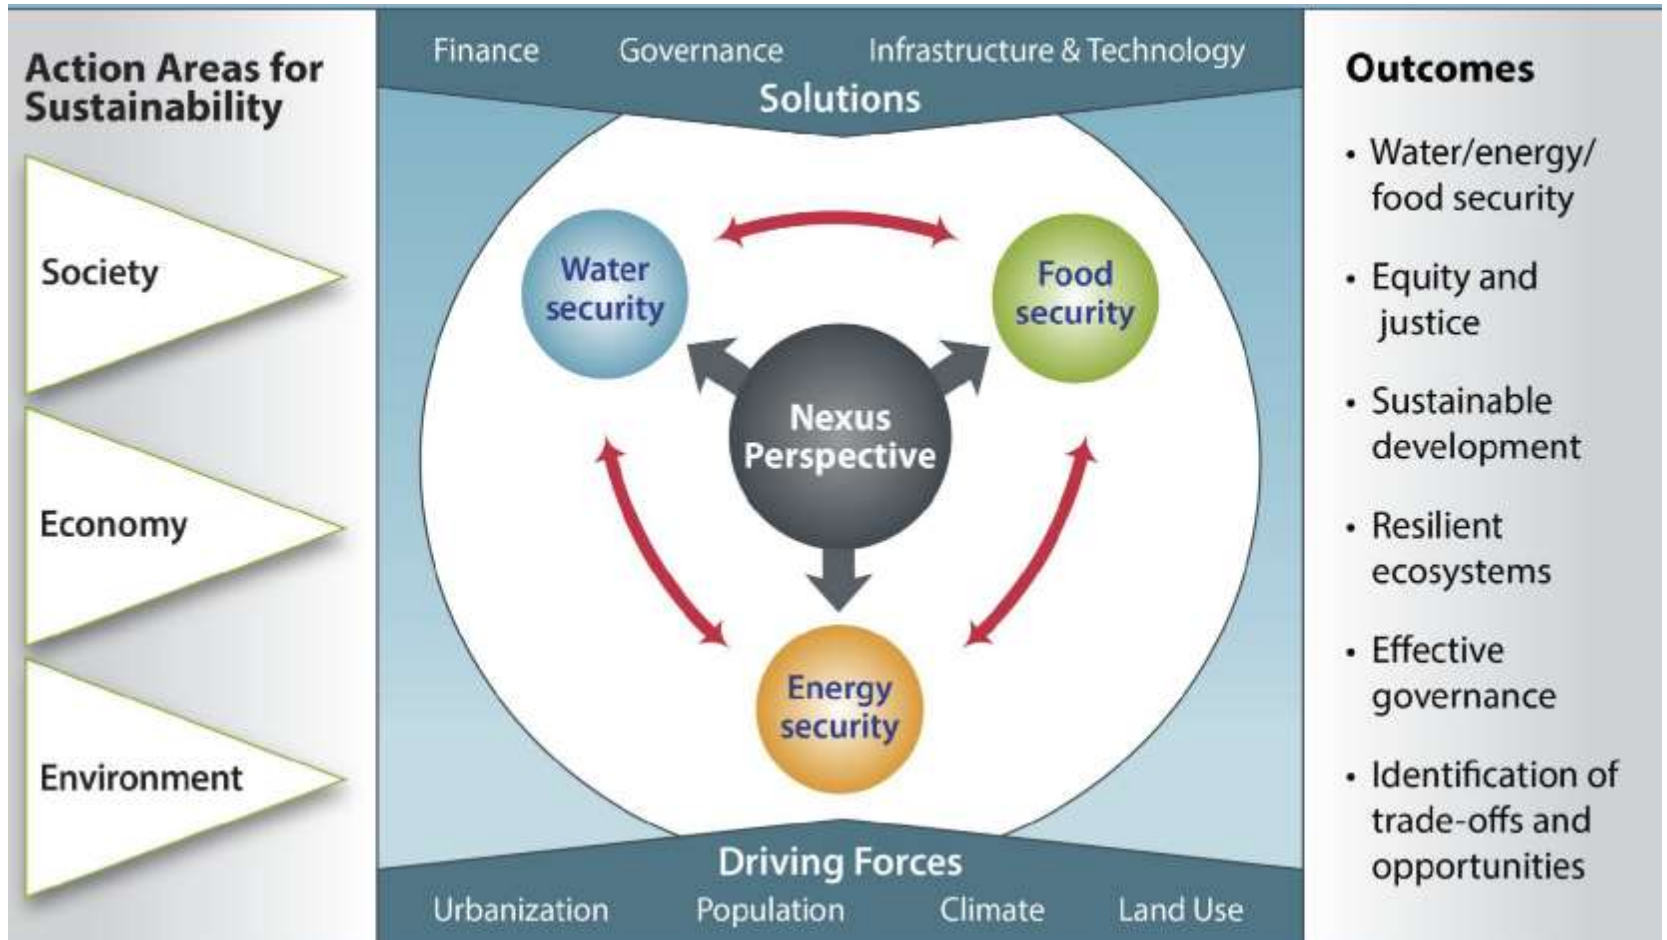 Action Areas for
Sustainability
Society
Economy
Environment
Finance Governance Infrastructure & Technology
Solutions
Water
security
Food
security
Nexus
Perspective
Energy
security
Driving Forces
Urbanization Population Climate Land Use
Outcomes
• Water/energy/
food security
• Equity and
justice
• Sustainable
development
• Resilient
ecosystems
• Effective
governance
• Identification of
trade-offs and
opportunities